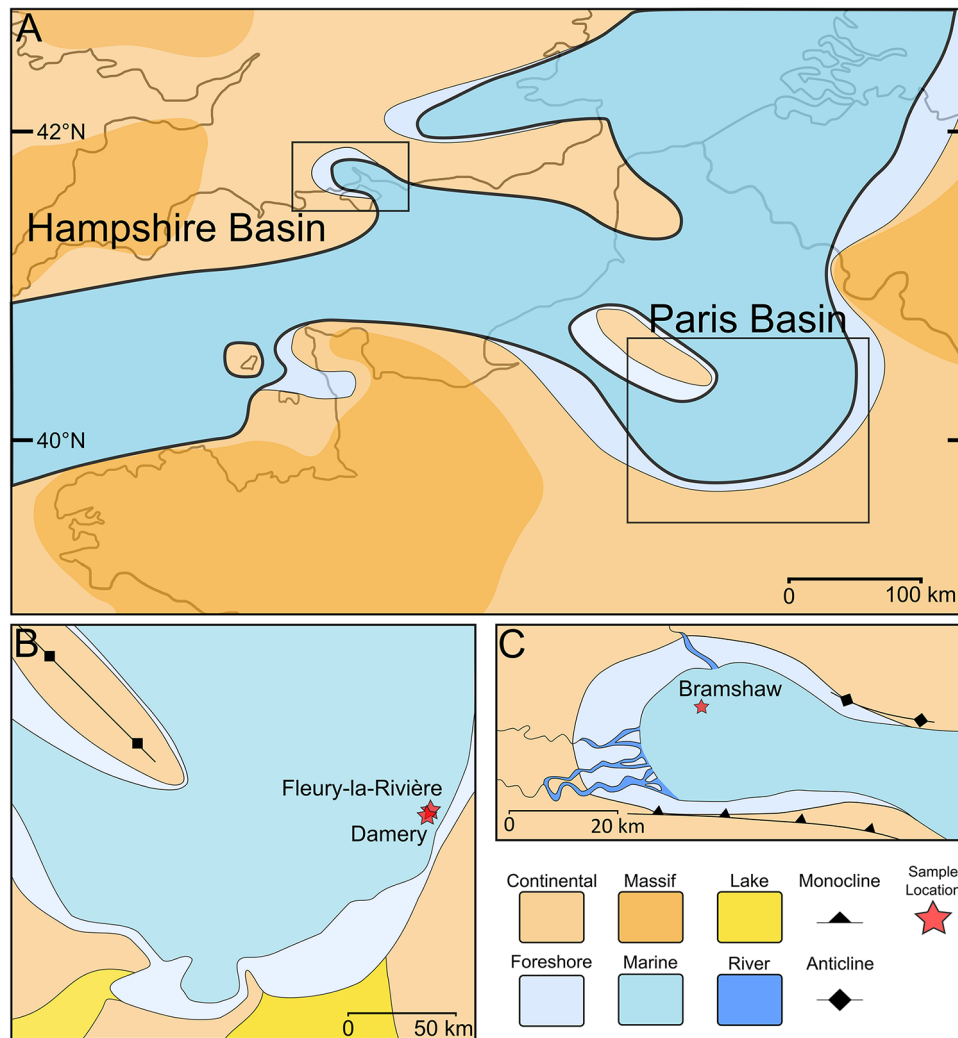 A
42°N
Hampshire Basin
Paris Basin
40°N
0 100 km
B
Fleury-la-Rivière
Damery
0 50 km
C
Bramshaw
0 20 km
Continental Massif Lake Monocline Sample
Location
Foreshore Marine River Anticline